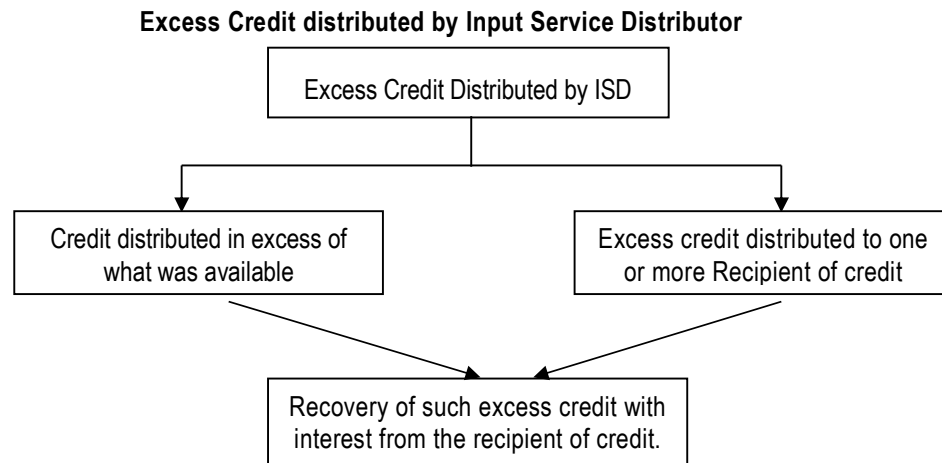 Excess Credit distributed by Input Service Distributor
Excess Credit Distributed by ISD
Credit distributed in excess of
what was available
Excess credit distributed to one
or more Recipient of credit
Recovery of such excess credit with
interest from the recipient of credit.